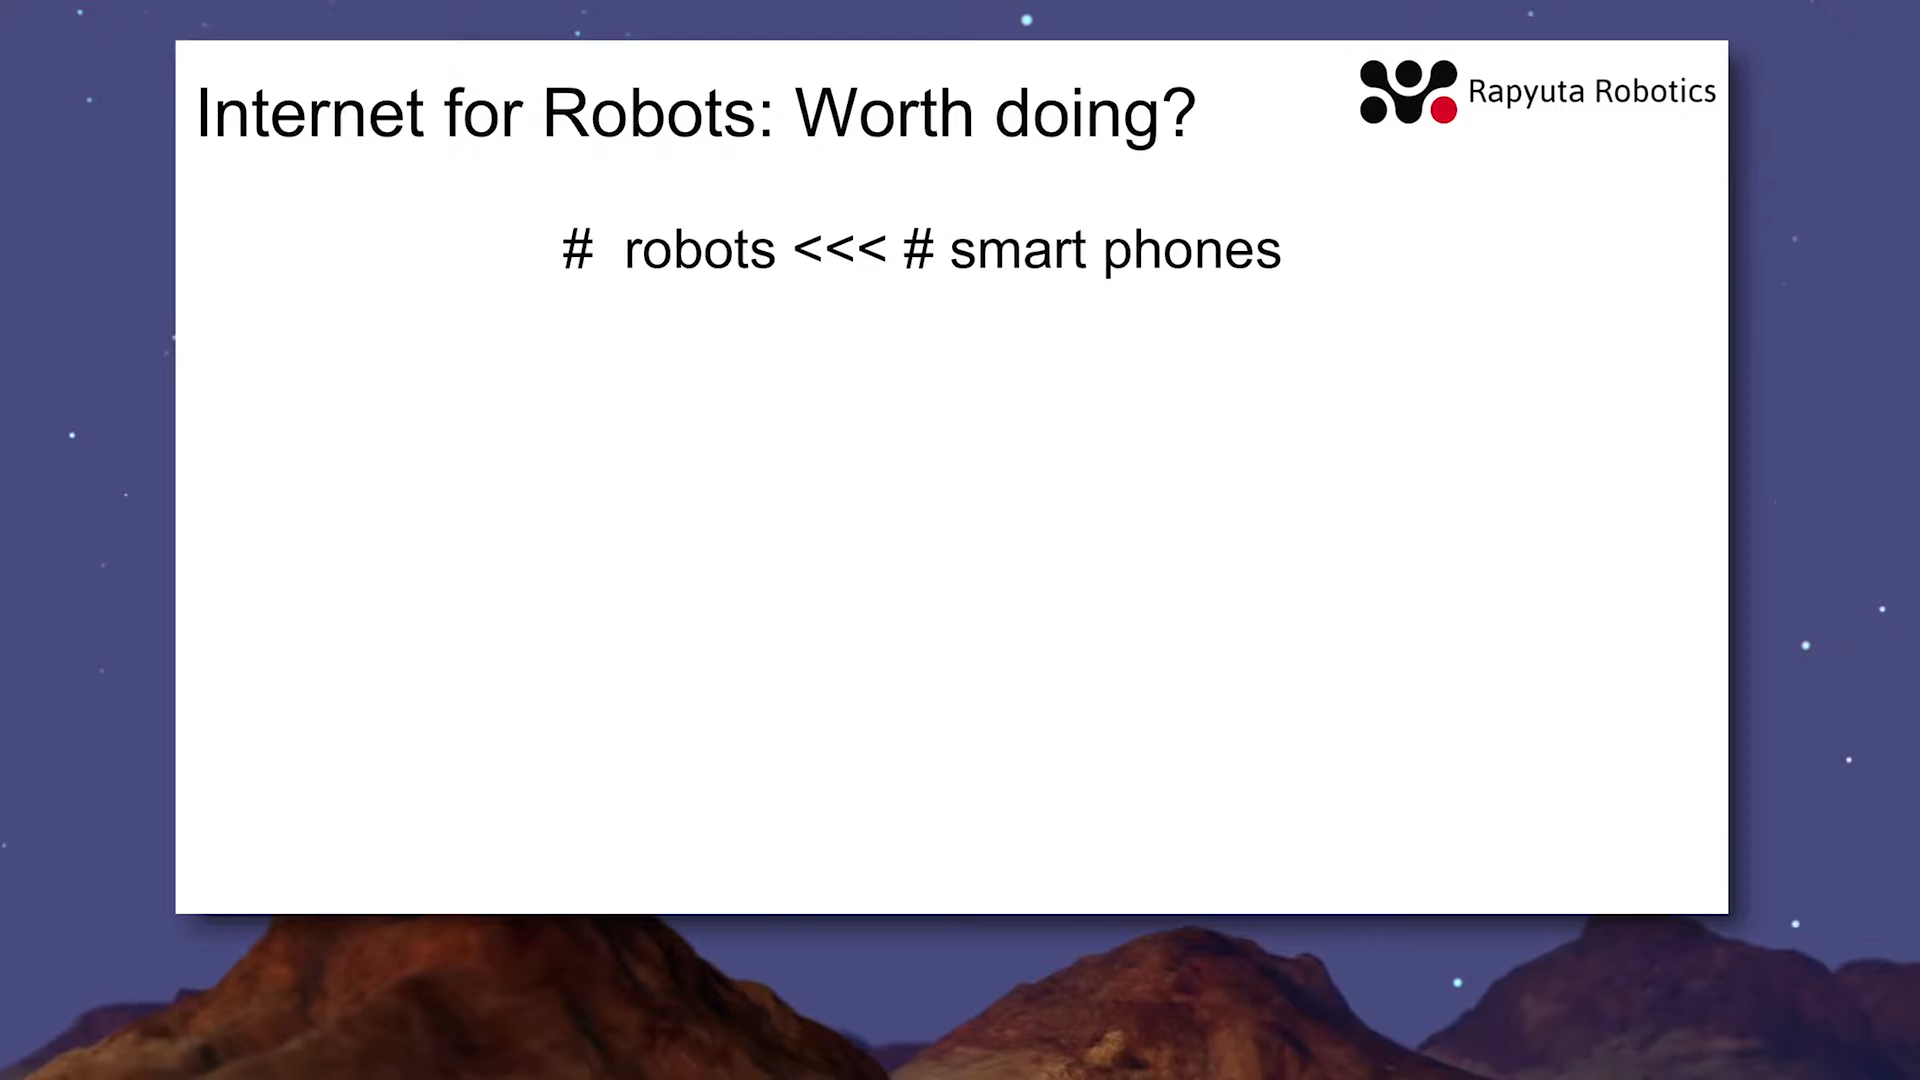 Internet for Robots: Worth doing?
Rapyuta Robotics
# robots <<< # smart phones